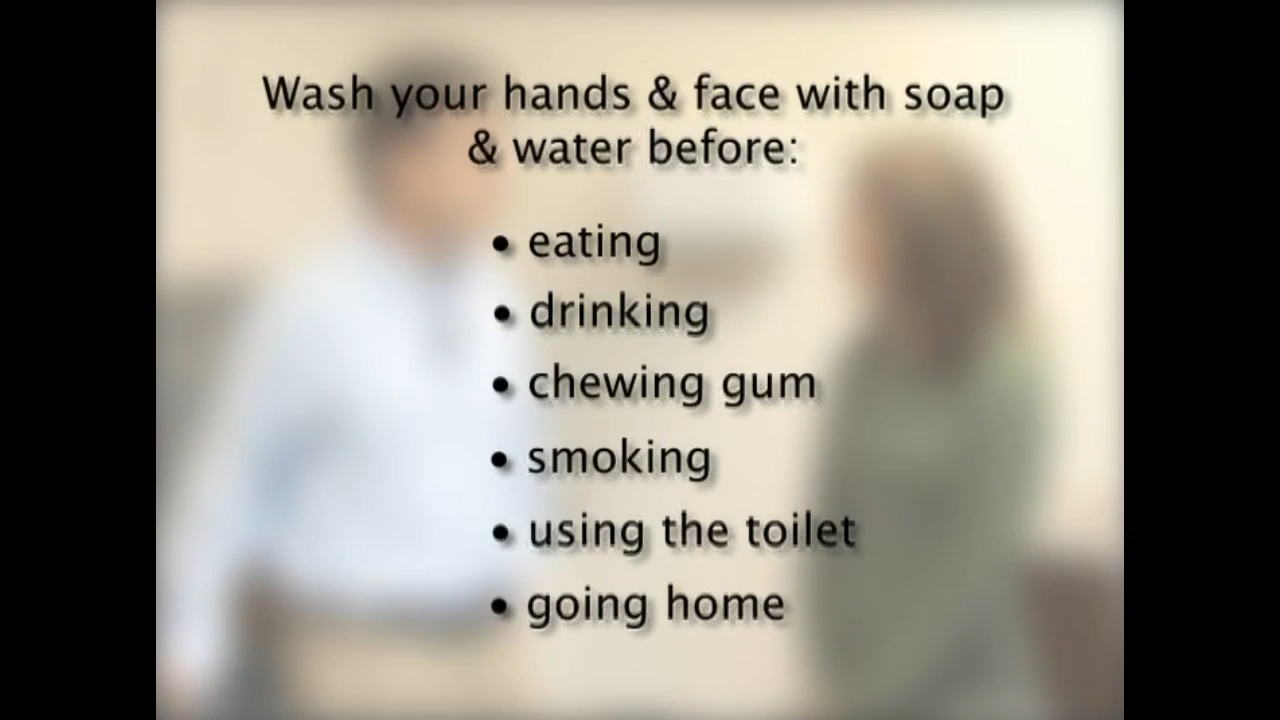 Wash your hands & face with soap
& water before:
• eating
• drinking
• chewing gum
• smoking
• using the toilet
• going home